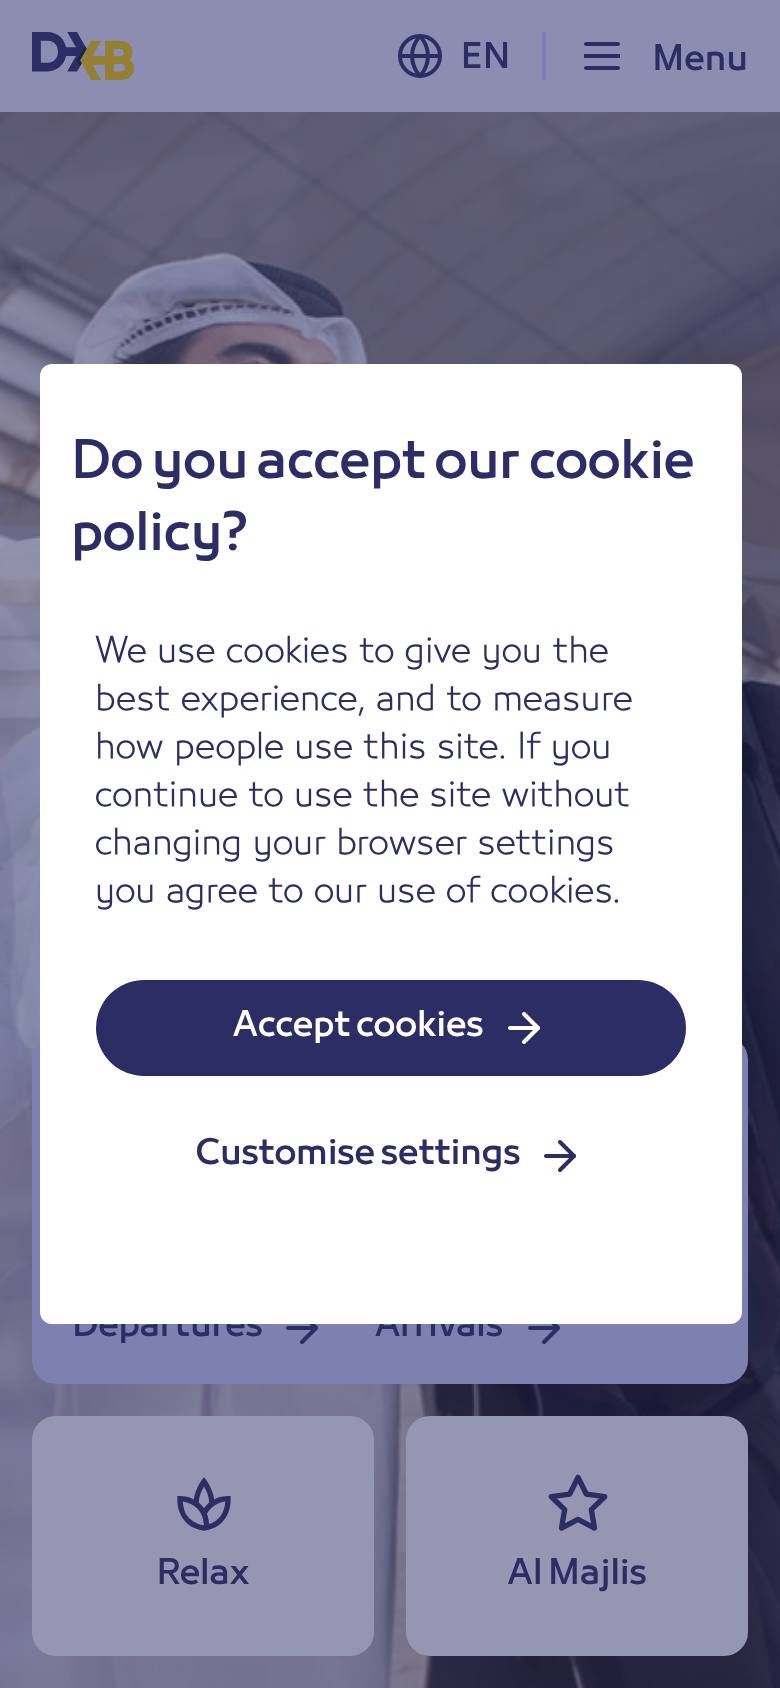 DXB
EN
Menu
Do you accept our cookie
policy?
We use cookies to give you the
best experience, and to measure
how people use this site. If you
continue to use the site without
changing your browser settings
you agree to our use of cookies.
Accept cookies
Customise settings
Departures Arrivals
Relax
Al Majlis